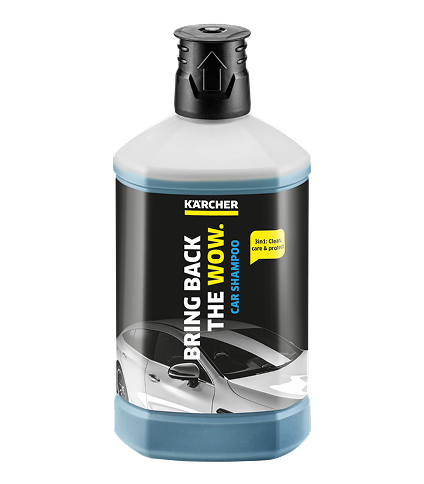 KÄRCHER
BRING BACK
THE WOW.
CAR SHAMPOO
3in1: Clean,
care & protect